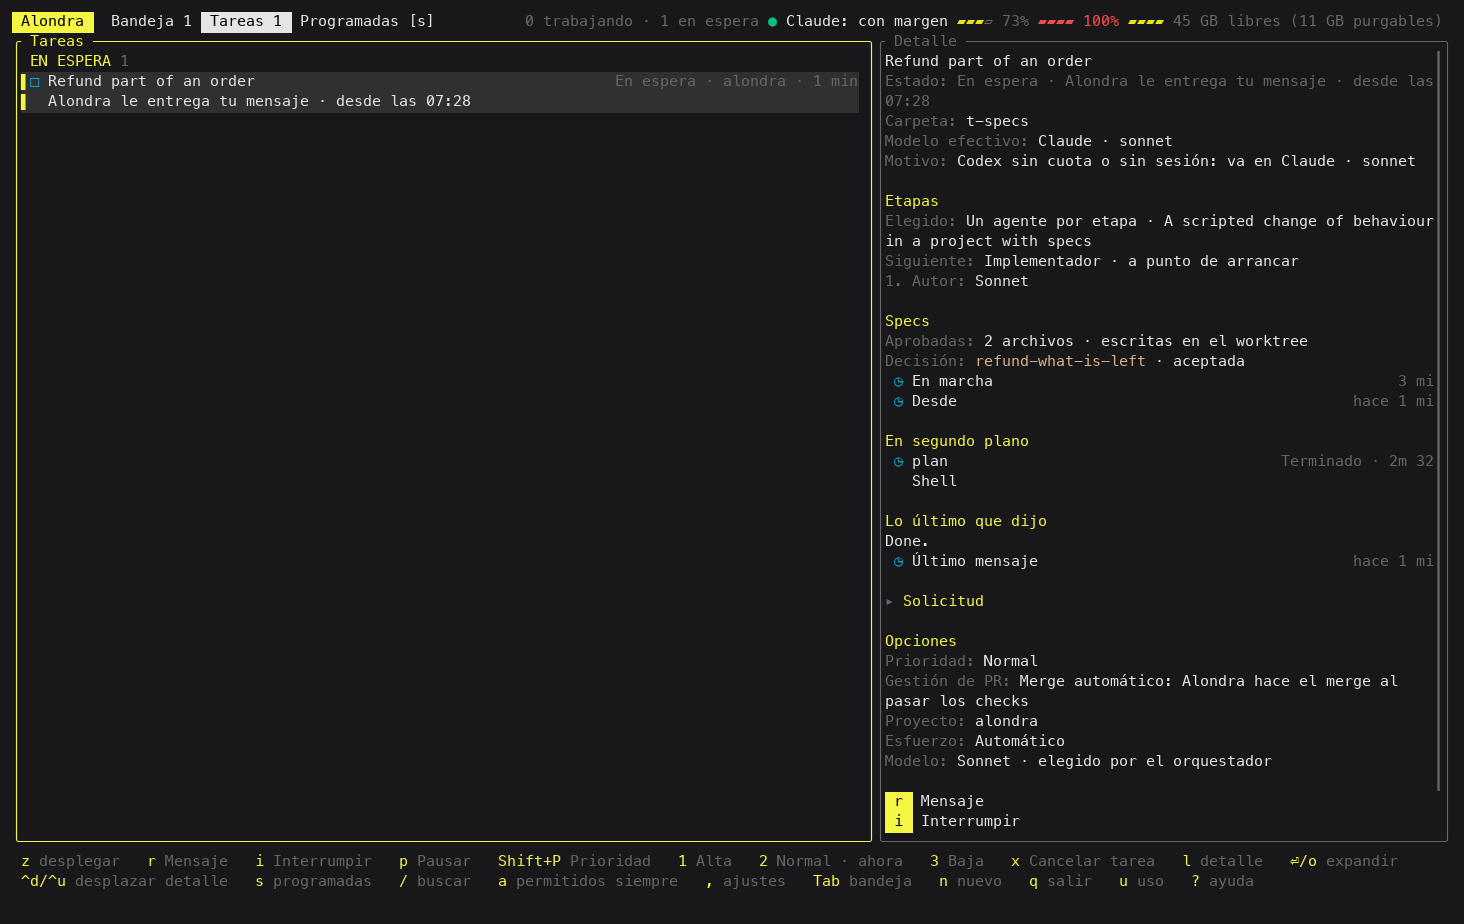 Alondra Bandeja 1 Tareas 1 Programadas [s] 0 trabajando · 1 en espera ● Claude: con margen 73% 100% 45 GB libres (11 GB purgables)
Tareas
EN ESPERA 1
Refund part of an order En espera · alondra · 1 min
Alondra le entrega tu mensaje · desde las 07:28
Detalle
Refund part of an order
Estado: En espera · Alondra le entrega tu mensaje · desde las
07:28
Carpeta: t-specs
Modelo efectivo: Claude · sonnet
Motivo: Codex sin cuota o sin sesión: va en Claude · sonnet
Etapas
Elegido: Un agente por etapa · A scripted change of behaviour
in a project with specs
Siguiente: Implementador · a punto de arrancar
1. Autor: Sonnet
Specs
Aprobadas: 2 archivos · escritas en el worktree
Decisión: refund-what-is-left · aceptada
En marcha 3 mi
Desde hace 1 mi
En segundo plano
plan Terminado · 2m 32
Shell
Lo último que dijo
Done.
Último mensaje hace 1 mi
▸ Solicitud
Opciones
Prioridad: Normal
Gestión de PR: Merge automático: Alondra hace el merge al
pasar los checks
Proyecto: alondra
Esfuerzo: Automático
Modelo: Sonnet · elegido por el orquestador
r Mensaje
i Interrumpir
z desplegar r Mensaje i Interrumpir p Pausar Shift+P Prioridad 1 Alta 2 Normal · ahora 3 Baja x Cancelar tarea l detalle ⏎/o expandir
^d/^u desplazar detalle s programadas / buscar a permitidos siempre , ajustes Tab bandeja n nuevo q salir u uso ? ayuda